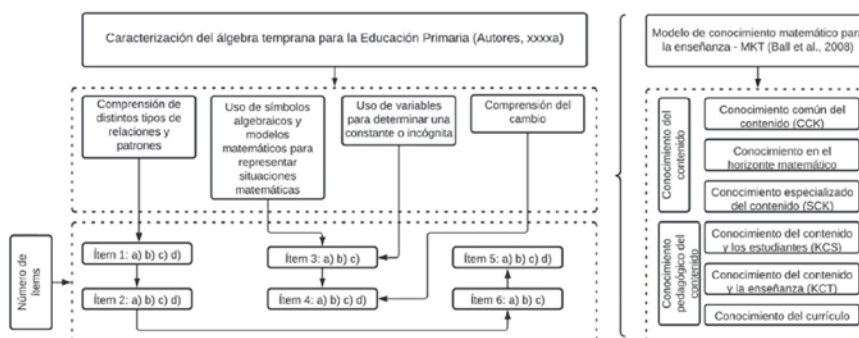 Caracterización del álgebra temprana para la Educación Primaria (Autores, xxxxa)
Comprensión de
distintos tipos de
relaciones y
patrones
Uso de símbolos
algebraicos y
modelos
matemáticos para
representar
situaciones
matemáticas
Uso de variables
para determinar una
constante o incógnita
Comprensión del
cambio
Número de
ítems
Ítem 1: a) b) c) d)
Ítem 2: a) b) c) d)
Ítem 3: a) b) c)
Ítem 4: a) b) c) d)
Ítem 5: a) b) c) d)
Ítem 6: a) b) c)
Modelo de conocimiento matemático para
la enseñanza - MKT (Ball et al., 2008)
Conocimiento del
contenido
Conocimiento común del
contenido (CCK)
Conocimiento en el
horizonte matemático
Conocimiento especializado
del contenido (SCK)
Conocimiento
pedagógico del
contenido
Conocimiento del contenido
y los estudiantes (KCS)
Conocimiento del contenido
y la enseñanza (KCT)
Conocimiento del currículo